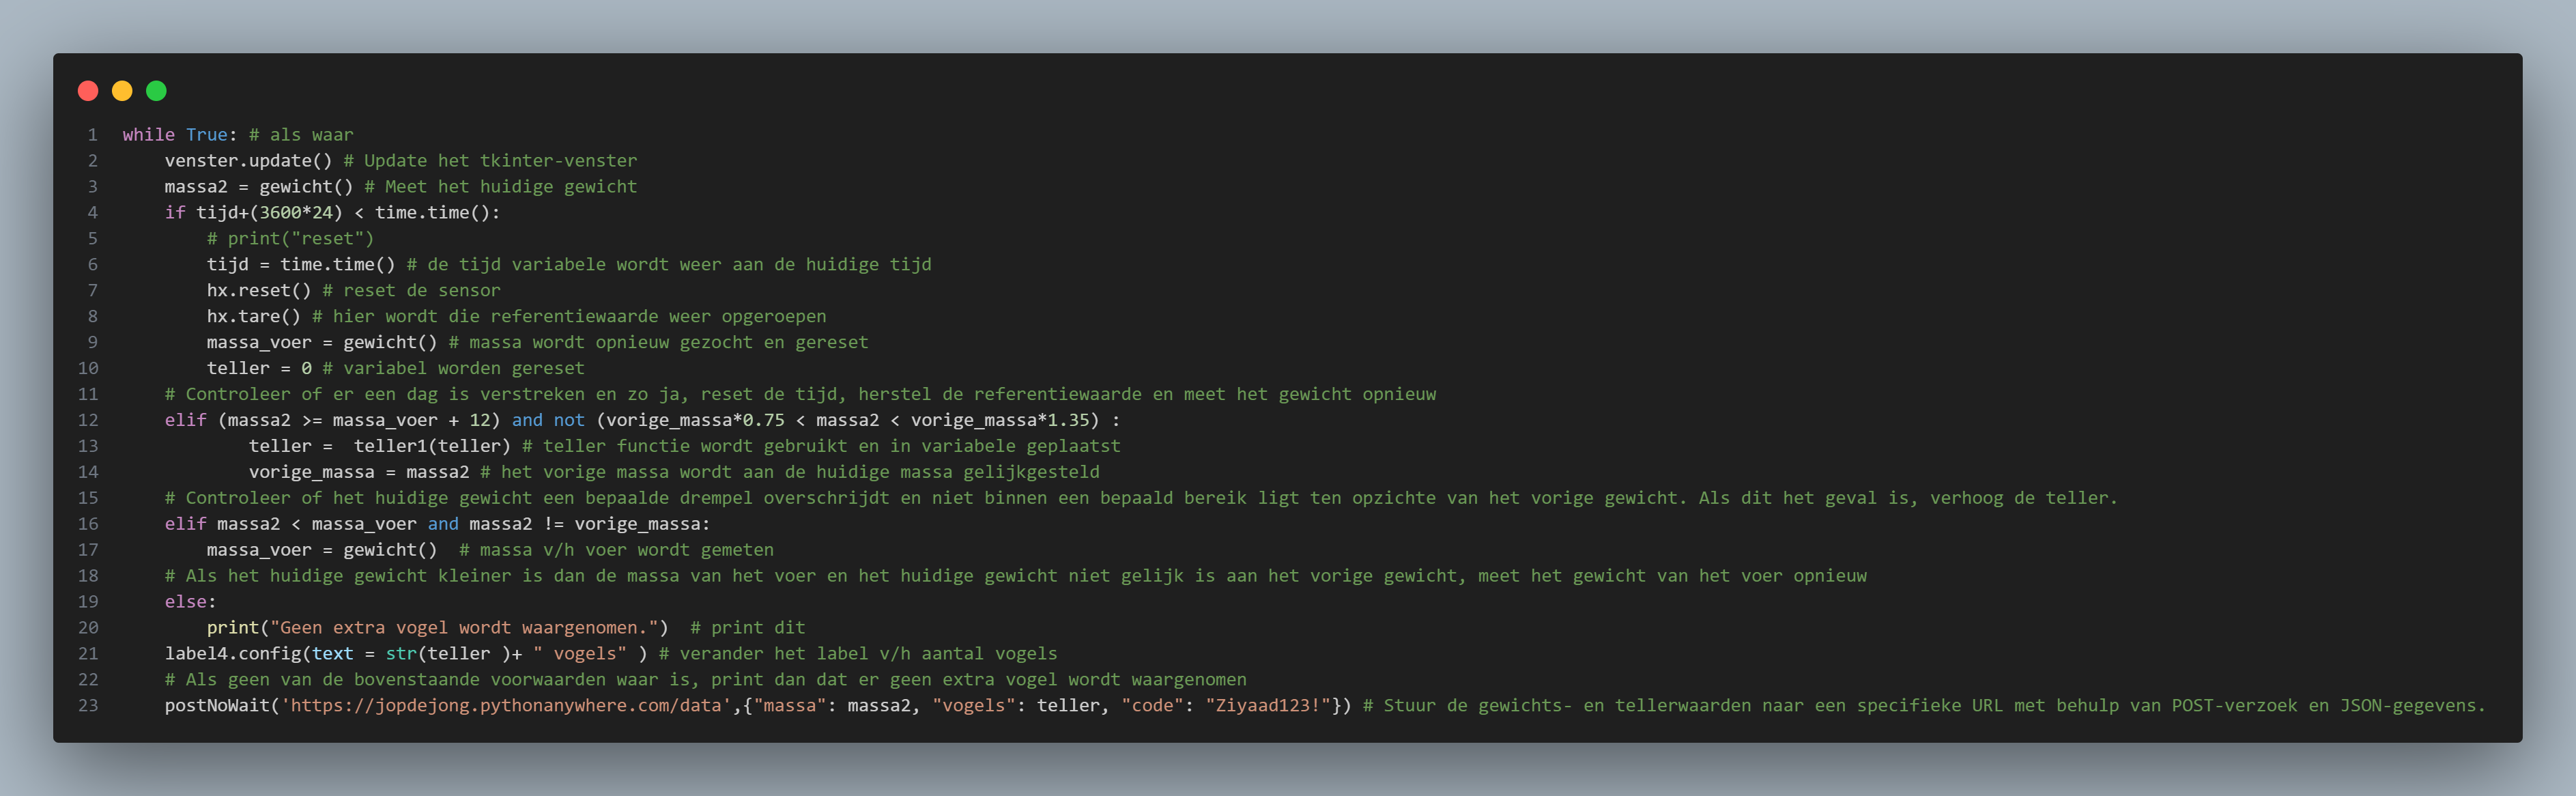 1 while True: # als waar
2     venster.update() # Update het tkinter-venster
3     massa2 = gewicht() # Meet het huidige gewicht
4     if tijd+(3600*24) < time.time():
5         # print("reset")
6         tijd = time.time() # de tijd variabele wordt weer aan de huidige tijd
7         hx.reset() # reset de sensor
8         hx.tare() # hier wordt die referentiewaarde weer opgeroepen
9         massa_voer = gewicht() # massa wordt opnieuw gezocht en gereset
10         teller = 0 # variabel worden gereset
11     # Controleer of er een dag is verstreken en zo ja, reset de tijd, herstel de referentiewaarde en meet het gewicht opnieuw
12     elif (massa2 >= massa_voer + 12) and not (vorige_massa*0.75 < massa2 < vorige_massa*1.35) :
13             teller =  teller1(teller) # teller functie wordt gebruikt en in variabele geplaatst
14             vorige_massa = massa2 # het vorige massa wordt aan de huidige massa gelijkgesteld
15     # Controleer of het huidige gewicht een bepaalde drempel overschrijdt en niet binnen een bepaald bereik ligt ten opzichte van het vorige gewicht. Als dit het geval is, verhoog de teller.
16     elif massa2 < massa_voer and massa2 != vorige_massa:
17         massa_voer = gewicht()  # massa v/h voer wordt gemeten
18     # Als het huidige gewicht kleiner is dan de massa van het voer en het huidige gewicht niet gelijk is aan het vorige gewicht, meet het gewicht van het voer opnieuw
19     else:
20         print("Geen extra vogel wordt waargenomen.")  # print dit
21     label4.config(text = str(teller )+ " vogels" ) # verander het label v/h aantal vogels
22     # Als geen van de bovenstaande voorwaarden waar is, print dan dat er geen extra vogel wordt waargenomen
23     postNoWait('https://jopdejong.pythonanywhere.com/data',{"massa": massa2, "vogels": teller, "code": "Ziyaad123!"}) # Stuur de gewichts- en tellerwaarden naar een specifieke URL met behulp van POST-verzoek en JSON-gegevens.